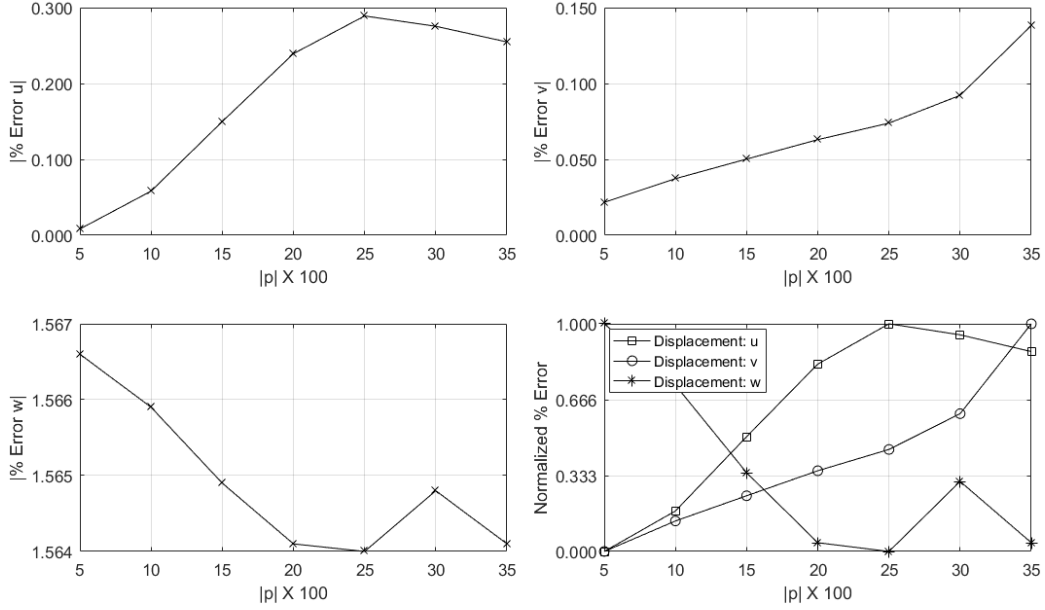 0.300
0.200
0.100
0.000
|% Error u|
5 10 15 20 25 30 35
|p| X 100
0.150
0.100
0.050
0.000
|% Error v|
5 10 15 20 25 30 35
|p| X 100
1.567
1.566
1.565
1.564
|% Error w|
5 10 15 20 25 30 35
|p| X 100
1.000
0.666
0.333
0.000
Normalized % Error
Displacement: u
Displacement: v
Displacement: w
5 10 15 20 25 30 35
|p| X 100